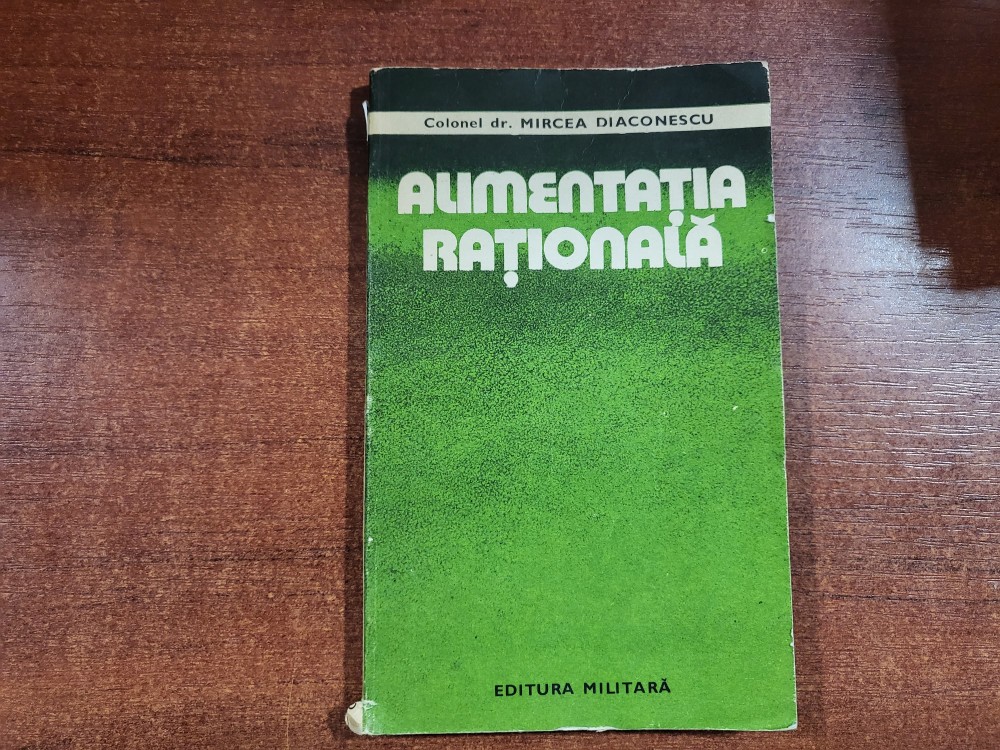 Colonel dr. MIRCEA DIACONESCU
ALIMENTAȚIA
RAȚIONALĂ
EDITURA MILITARĂ